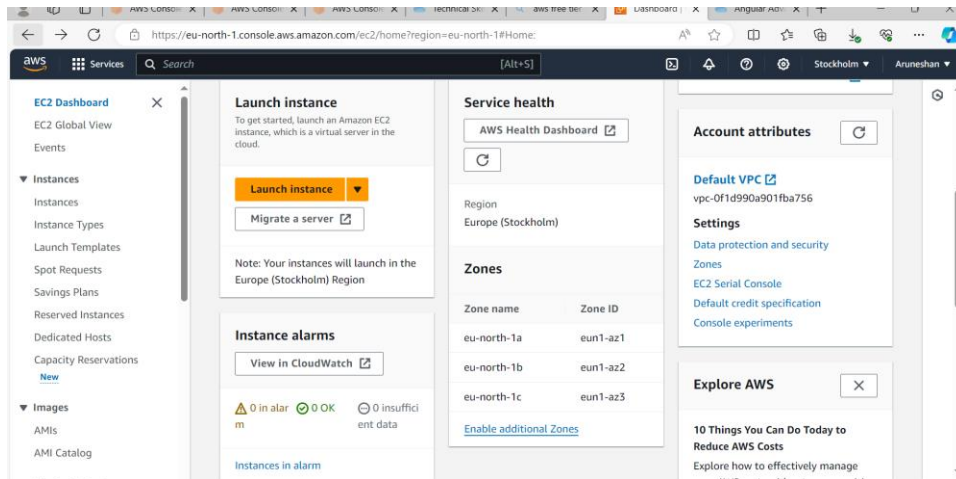 AWS Consol
AWS Consol
AWS Consol
Technical Ski
aws free tier
Dashboard
Angular Adv
https://eu-north-1.console.aws.amazon.com/ec2/home?region=eu-north-1#Home:
aws
Services
Search
[Alt+S]
Stockholm
Aruneshan
EC2 Dashboard
EC2 Global View
Events
Instances
Instances
Instance Types
Launch Templates
Spot Requests
Savings Plans
Reserved Instances
Dedicated Hosts
Capacity Reservations
New
Images
AMIs
AMI Catalog
Launch instance
To get started, launch an Amazon EC2
instance, which is a virtual server in the
cloud.
Launch instance
Migrate a server
Note: Your instances will launch in the
Europe (Stockholm) Region
Instance alarms
View in CloudWatch
0 in alar
m
0 OK
0 insuffici
ent data
Instances in alarm
Service health
AWS Health Dashboard
Region
Europe (Stockholm)
Zones
Zone name Zone ID
eu-north-1a eun1-az1
eu-north-1b eun1-az2
eu-north-1c eun1-az3
Enable additional Zones
Account attributes
Default VPC
vpc-0f1d990a901fba756
Settings
Data protection and security
Zones
EC2 Serial Console
Default credit specification
Console experiments
Explore AWS
10 Things You Can Do Today to
Reduce AWS Costs
Explore how to effectively manage